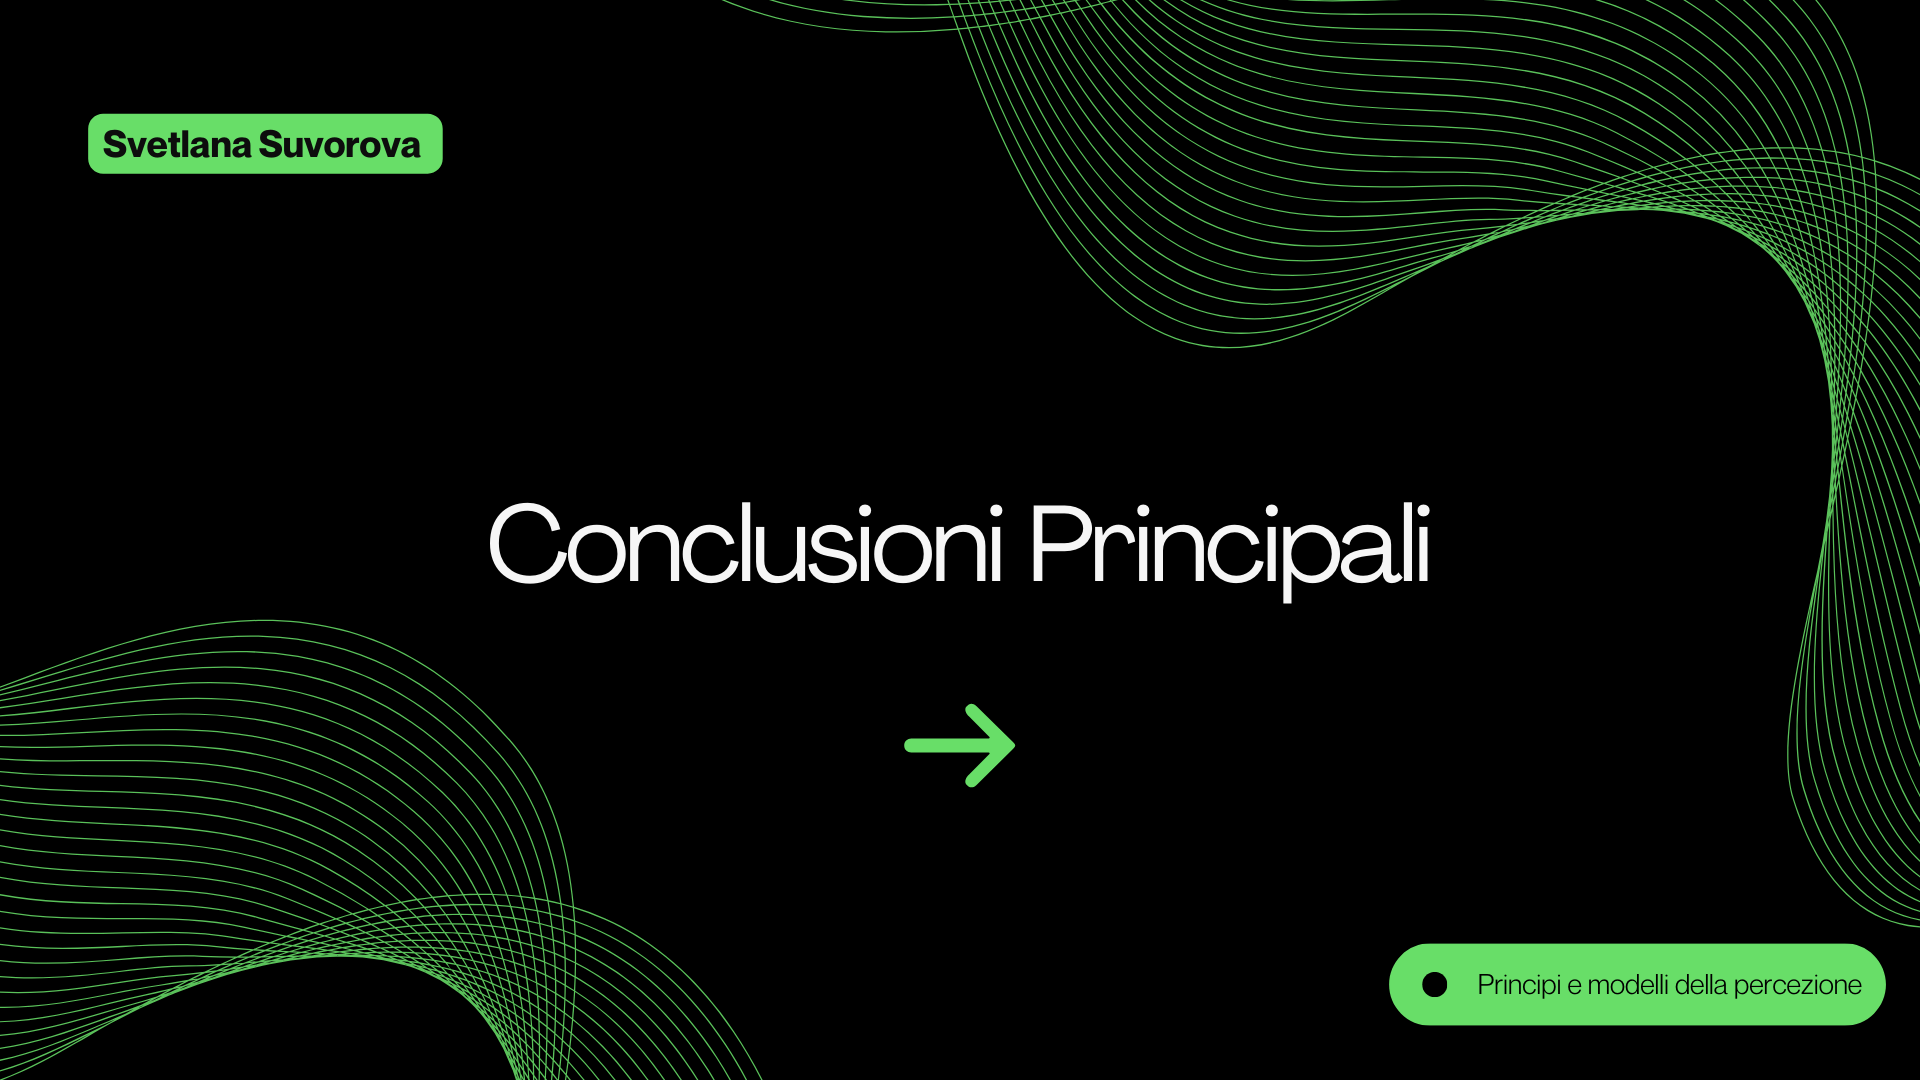 Svetlana Suvorova
Conclusioni Principali
Principi e modelli della percezione